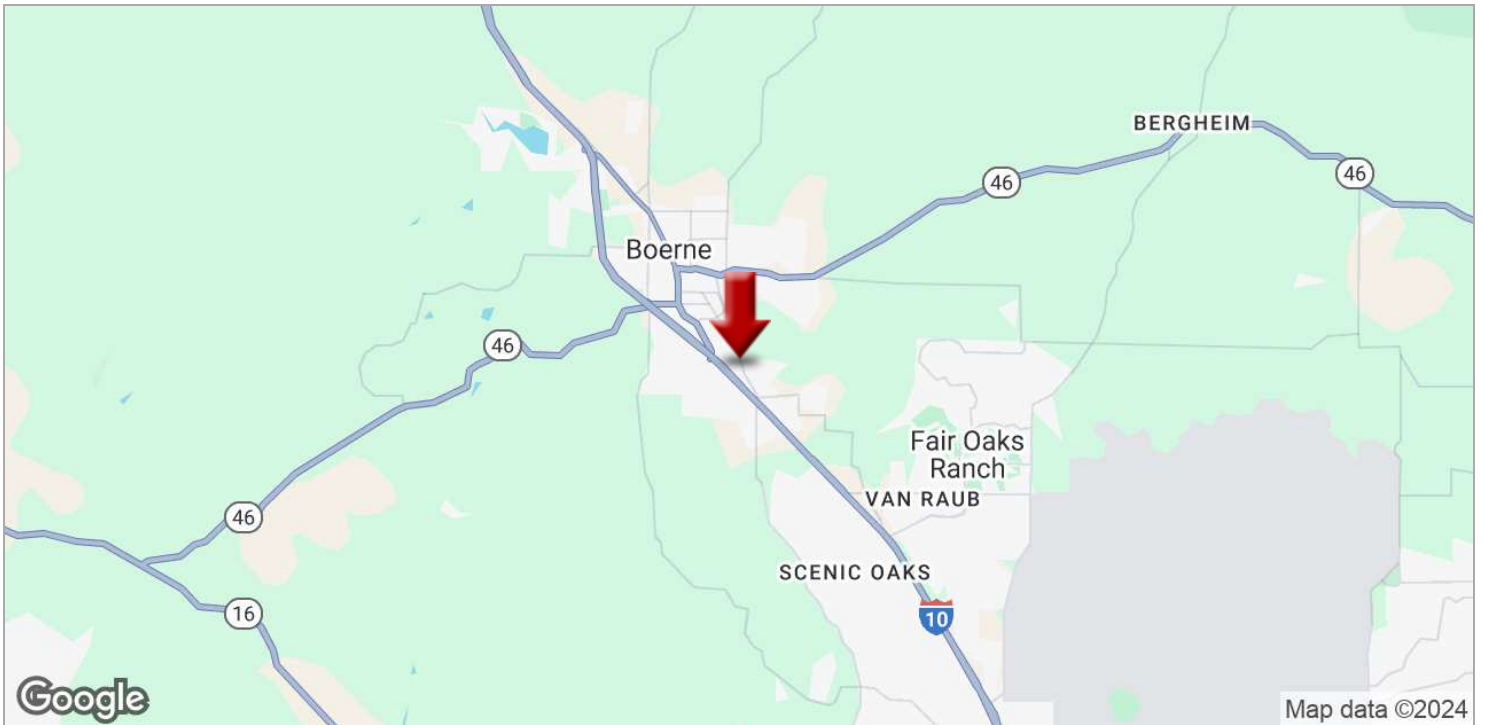 BERGHEIM
46
46
Boerne
46
Fair Oaks
Ranch
VAN RAUB
46
SCENIC OAKS
16
10
Google
Map data ©2024